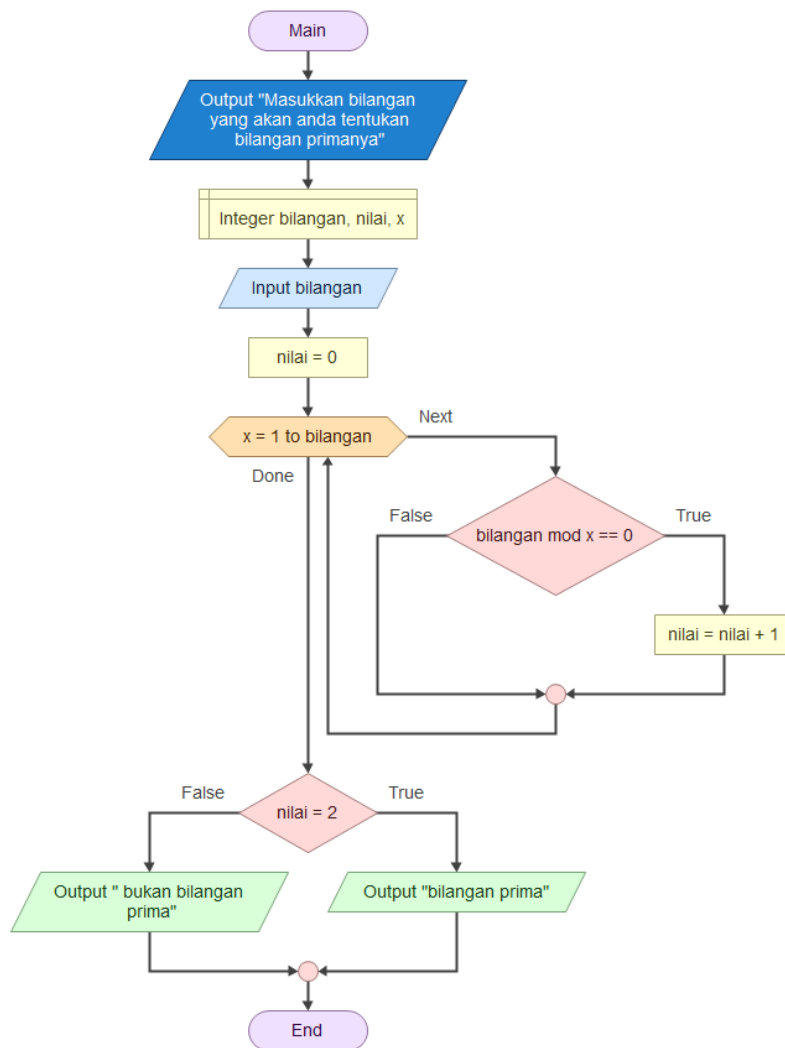 Main
Output "Masukkan bilangan
yang akan anda tentukan
bilangan primanya"
Integer bilangan, nilai, x
Input bilangan
nilai = 0
x = 1 to bilangan
Next
Done
False
bilangan mod x == 0
True
nilai = nilai + 1
False
nilai = 2
True
Output " bukan bilangan
prima"
Output "bilangan prima"
End